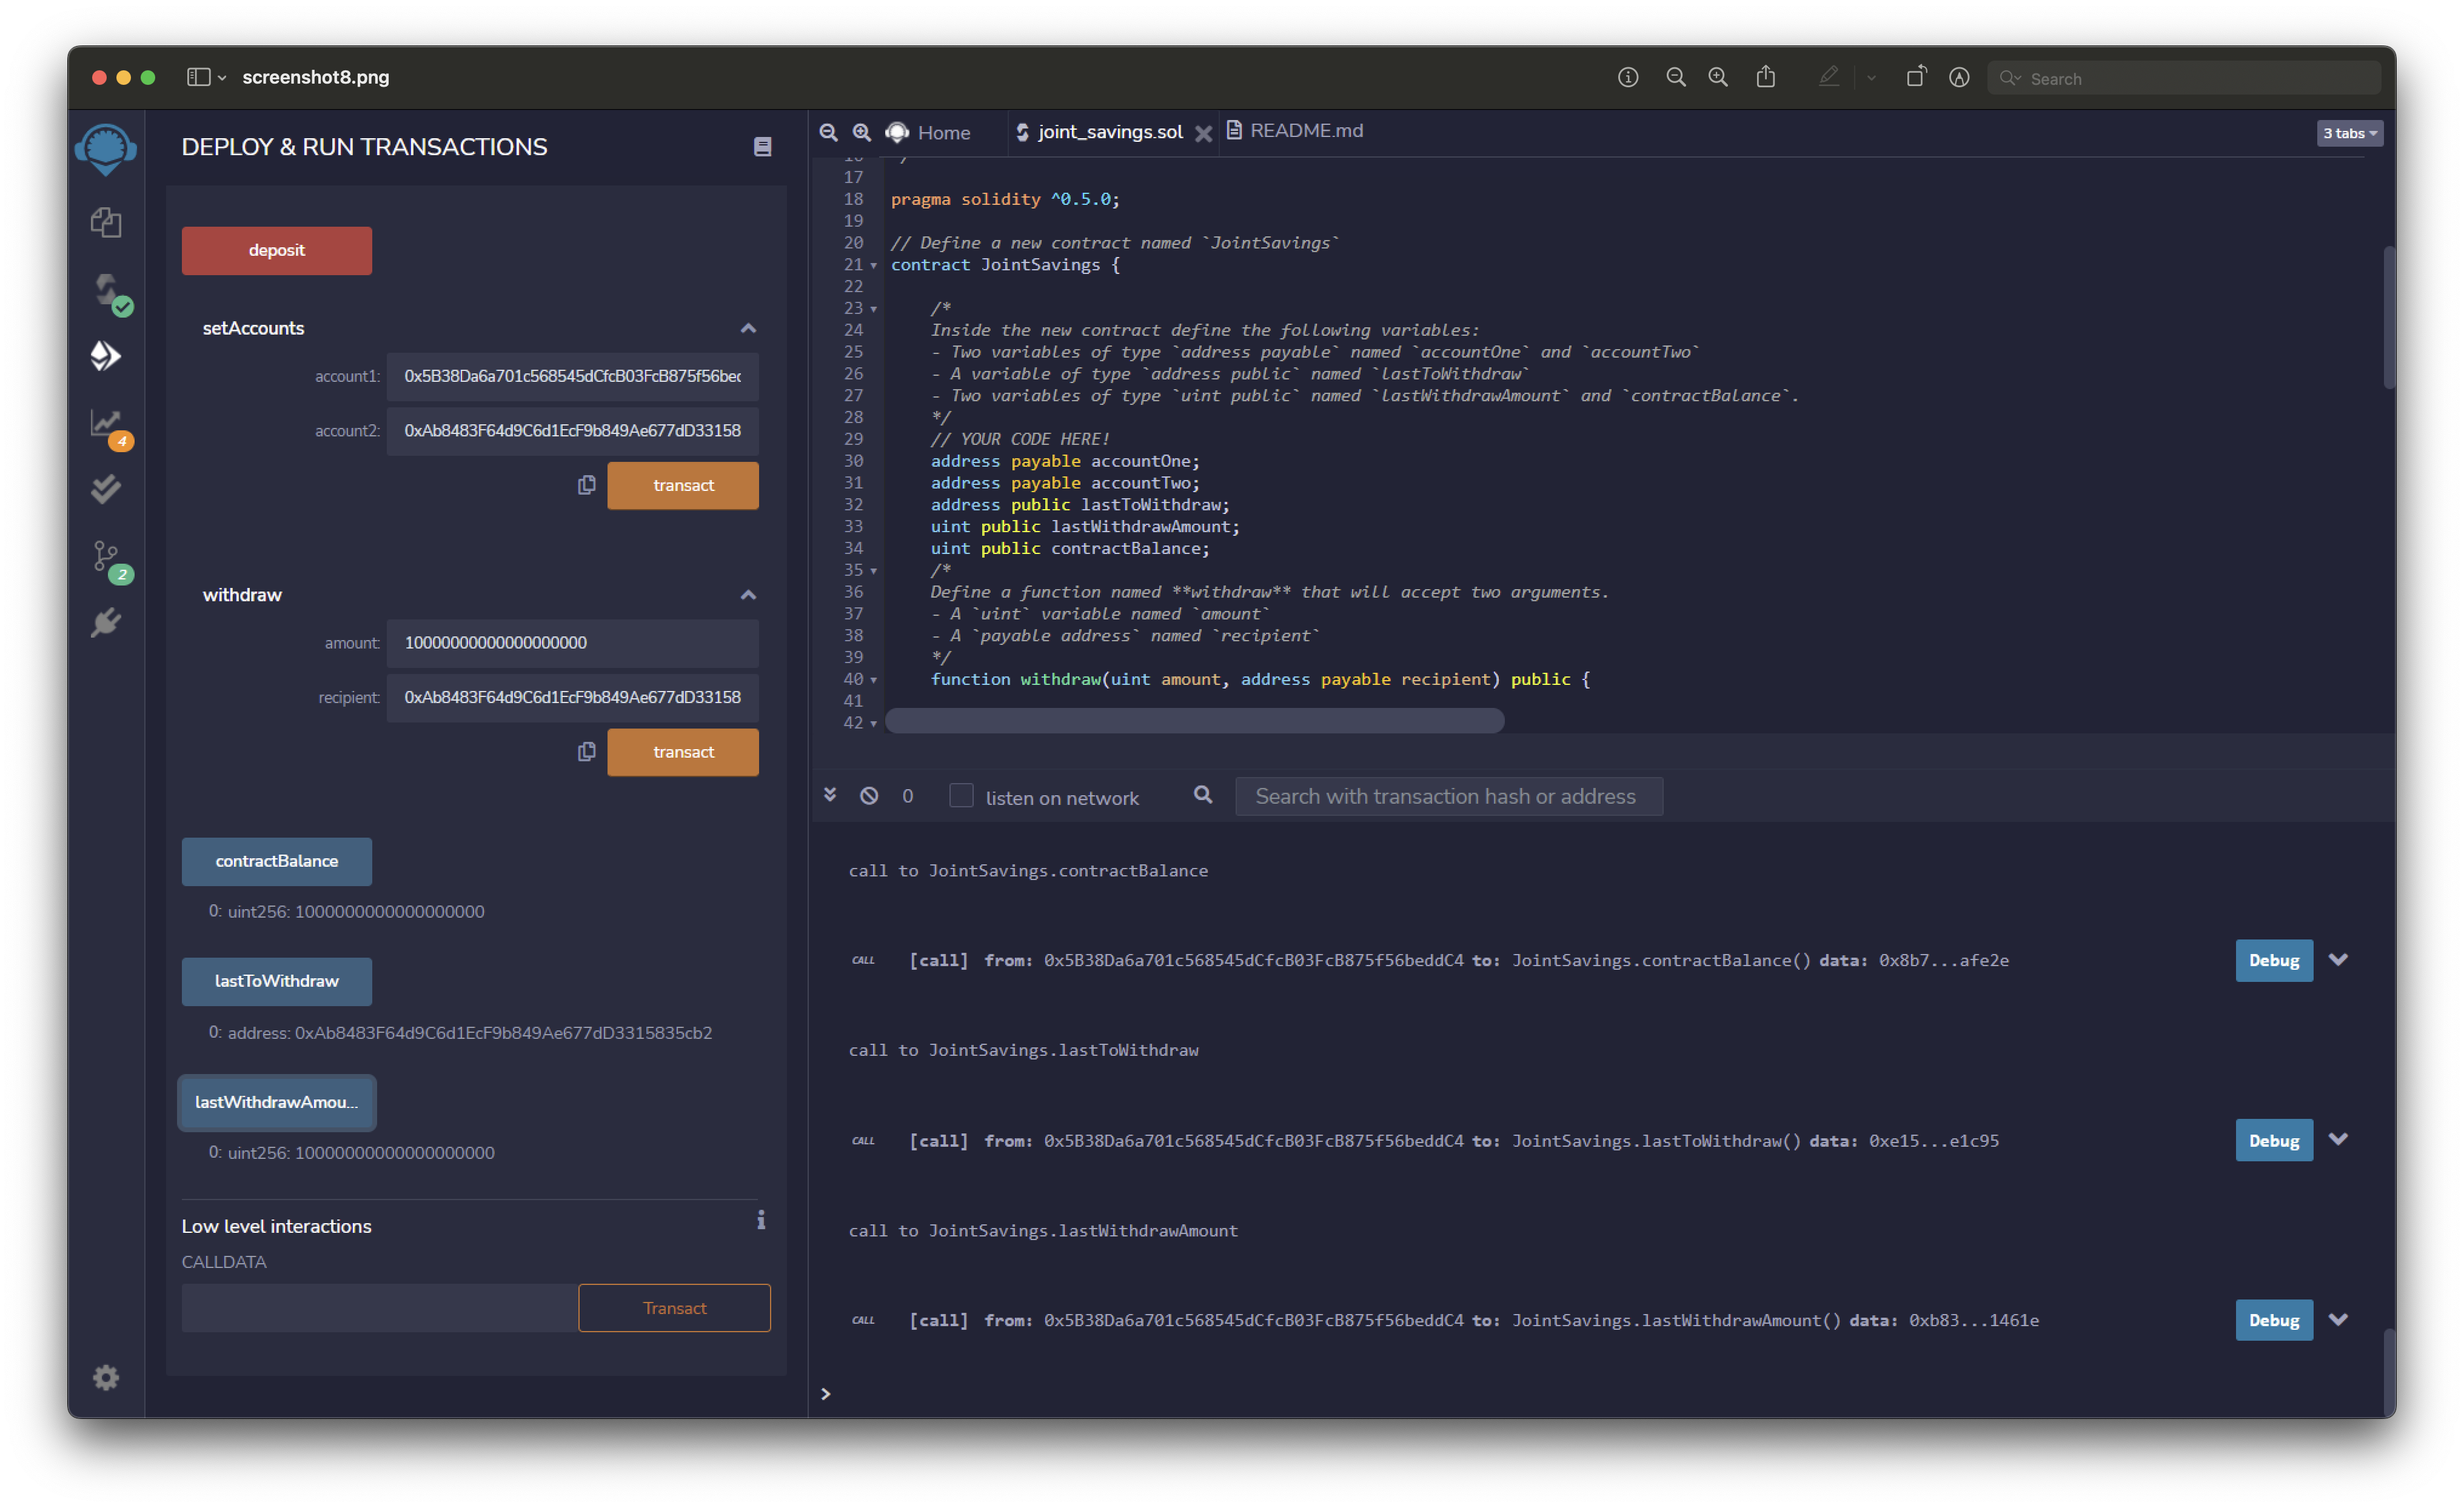 screenshot8.png
Search
DEPLOY & RUN TRANSACTIONS
deposit
setAccounts
account1: 0x5B38Da6a701c568545dCfcB03FcB875f56bec
account2: 0xAb8483F64d9C6d1EcF9b849Ae677dD33158
transact
withdraw
amount: 10000000000000000000
recipient: 0xAb8483F64d9C6d1EcF9b849Ae677dD33158
transact
contractBalance
0: uint256: 1000000000000000000
lastToWithdraw
0: address: 0xAb8483F64d9C6d1EcF9b849Ae677dD3315835cb2
lastWithdrawAmou...
0: uint256: 10000000000000000000
Low level interactions
CALLDATA
Transact
4
2
Home
joint_savings.sol
README.md
3 tabs
17
18 pragma solidity ^0.5.0;
19
20 // Define a new contract named `JointSavings`
21 contract JointSavings {
22
23 /*
24 Inside the new contract define the following variables:
25 - Two variables of type `address payable` named `accountOne` and `accountTwo`
26 - A variable of type `address public` named `lastToWithdraw`
27 - Two variables of type `uint public` named `lastWithdrawAmount` and `contractBalance`.
28 */
29 // YOUR CODE HERE!
30 address payable accountOne;
31 address payable accountTwo;
32 address public lastToWithdraw;
33 uint public lastWithdrawAmount;
34 uint public contractBalance;
35 /*
36 Define a function named **withdraw** that will accept two arguments.
37 - A `uint` variable named `amount`
38 - A `payable address` named `recipient`
39 */
40 function withdraw(uint amount, address payable recipient) public {
41
42
0
listen on network
Search with transaction hash or address
call to JointSavings.contractBalance
CALL [call] from: 0x5B38Da6a701c568545dCfcB03FcB875f56beddC4 to: JointSavings.contractBalance() data: 0x8b7...afe2e
Debug
call to JointSavings.lastToWithdraw
CALL [call] from: 0x5B38Da6a701c568545dCfcB03FcB875f56beddC4 to: JointSavings.lastToWithdraw() data: 0xe15...e1c95
Debug
call to JointSavings.lastWithdrawAmount
CALL [call] from: 0x5B38Da6a701c568545dCfcB03FcB875f56beddC4 to: JointSavings.lastWithdrawAmount() data: 0xb83...1461e
Debug
>